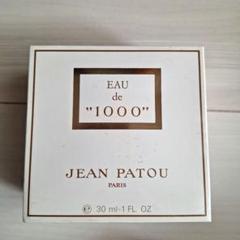 EAU
de
"1000"
JEAN PATOU
PARIS
℮ 30 ml-1 FL. OZ